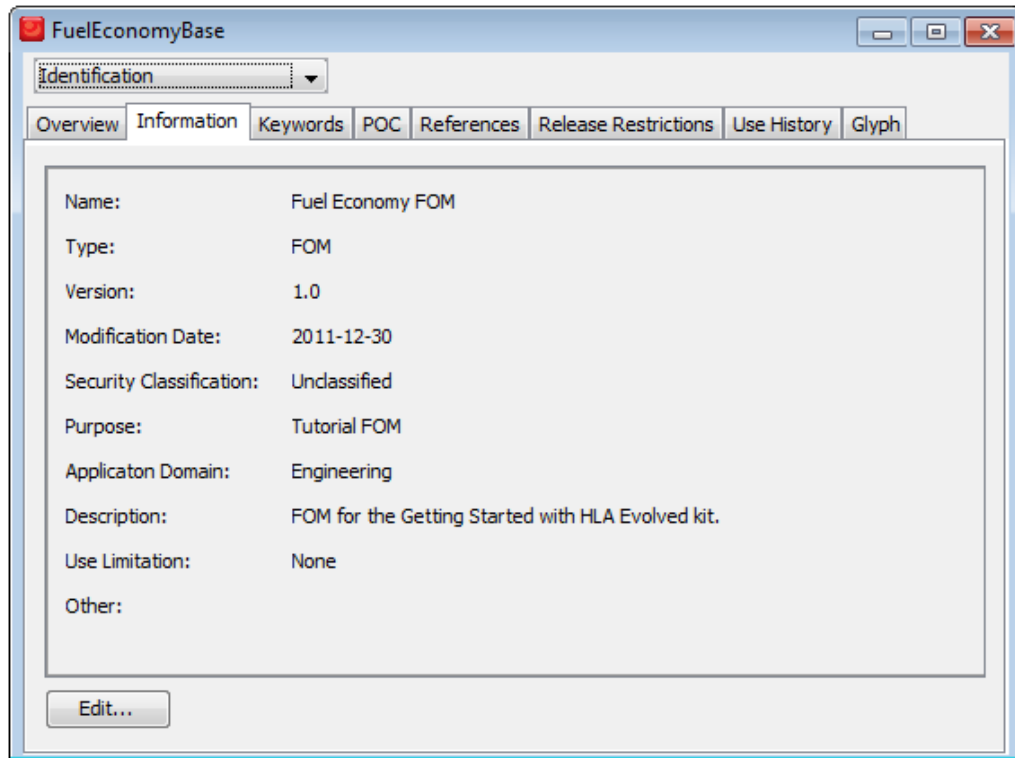 FuelEconomyBase
Identification
Overview Information Keywords POC References Release Restrictions Use History Glyph
Name: Fuel Economy FOM
Type: FOM
Version: 1.0
Modification Date: 2011-12-30
Security Classification: Unclassified
Purpose: Tutorial FOM
Applicaton Domain: Engineering
Description: FOM for the Getting Started with HLA Evolved kit.
Use Limitation: None
Other:
Edit...